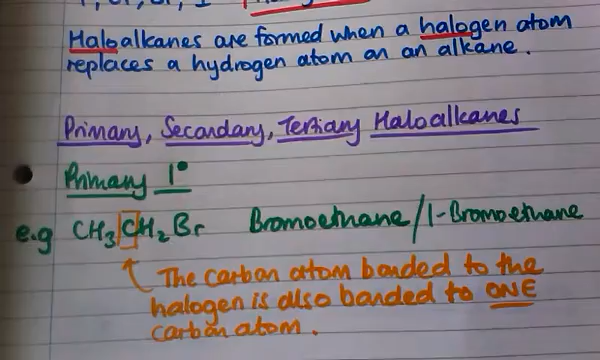 Haloalkanes are formed when a halogen atom
replaces a hydrogen atom on an alkane.
Primary, Secondary, Tertiary Haloalkanes
Primary 1°
e.g CH₃CH₂Br Bromoethane/1-Bromoethane
The carbon atom bonded to the
halogen is also bonded to ONE
carbon atom.